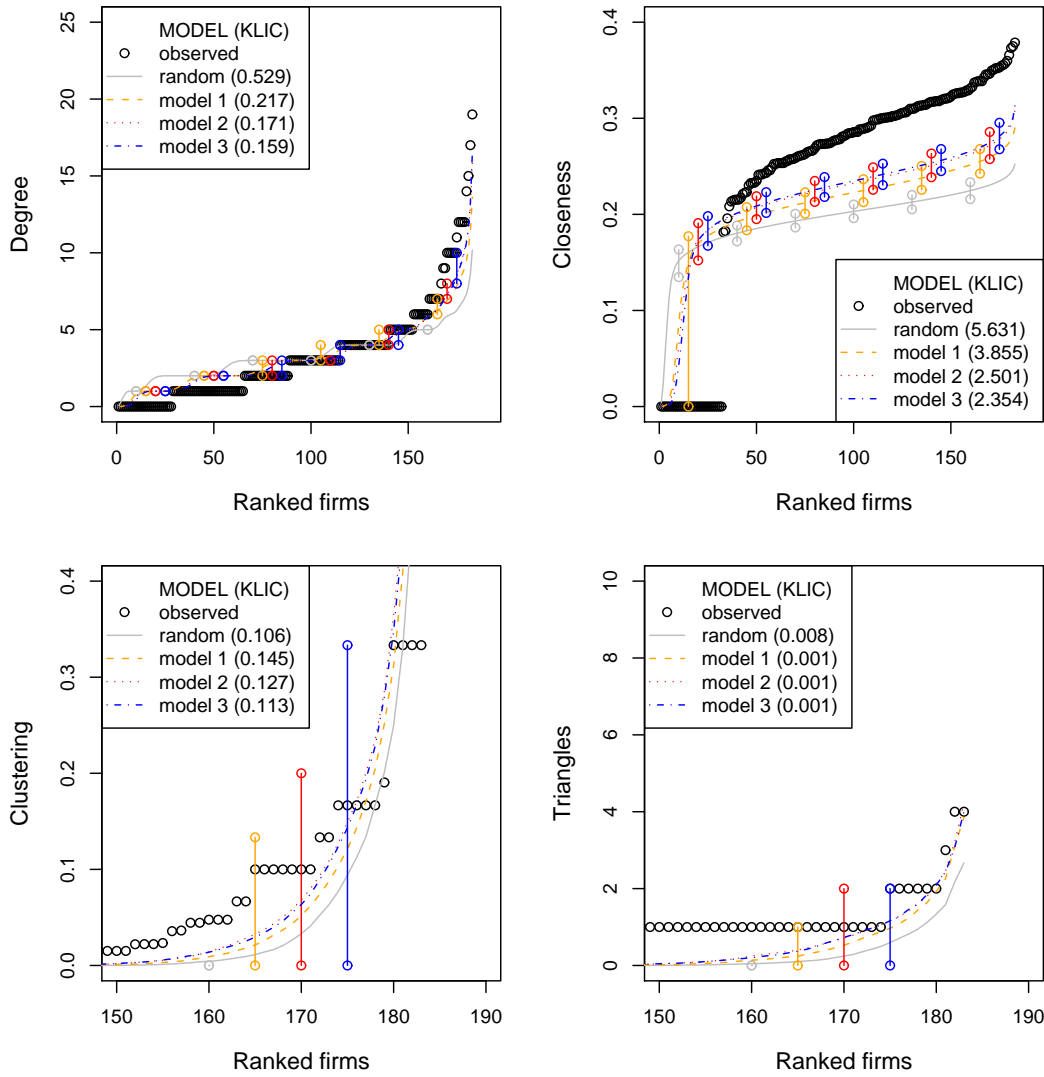 MODEL (KLIC)
observed
random (0.529)
model 1 (0.217)
model 2 (0.171)
model 3 (0.159)
Degree
0
5
10
15
20
25
0
50
100
150
Ranked firms
MODEL (KLIC)
observed
random (5.631)
model 1 (3.855)
model 2 (2.501)
model 3 (2.354)
Closeness
0.0
0.1
0.2
0.3
0.4
0
50
100
150
Ranked firms
MODEL (KLIC)
observed
random (0.106)
model 1 (0.145)
model 2 (0.127)
model 3 (0.113)
Clustering
0.0
0.1
0.2
0.3
0.4
150
160
170
180
190
Ranked firms
MODEL (KLIC)
observed
random (0.008)
model 1 (0.001)
model 2 (0.001)
model 3 (0.001)
Triangles
0
2
4
6
8
10
150
160
170
180
190
Ranked firms